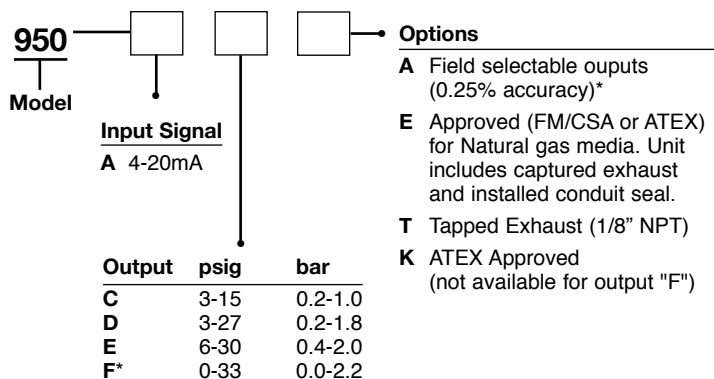 950
Model
Input Signal
A 4-20mA
Output psig bar
C 3-15 0.2-1.0
D 3-27 0.2-1.8
E 6-30 0.4-2.0
F* 0-33 0.0-2.2
Options
A Field selectable ouputs
(0.25% accuracy)*
E Approved (FM/CSA or ATEX)
for Natural gas media. Unit
includes captured exhaust
and installed conduit seal.
T Tapped Exhaust (1/8” NPT)
K ATEX Approved
(not available for output "F")